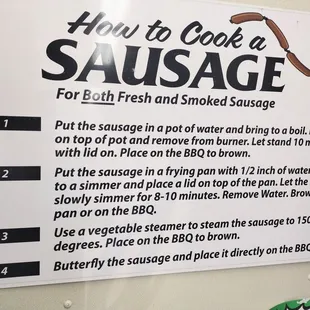 How to Cook a
SAUSAGE
For Both Fresh and Smoked Sausage
1 Put the sausage in a pot of water and bring to a boil.
on top of pot and remove from burner. Let stand 10
with lid on. Place on the BBQ to brown.
2 Put the sausage in a frying pan with 1/2 inch of water
to a simmer and place a lid on top of the pan. Let the
slowly simmer for 8-10 minutes. Remove Water.
pan or on the BBQ.
3 Use a vegetable steamer to steam the sausage to 150
degrees. Place on the BBQ to brown.
4 Butterfly the sausage and place it directly on the BBQ